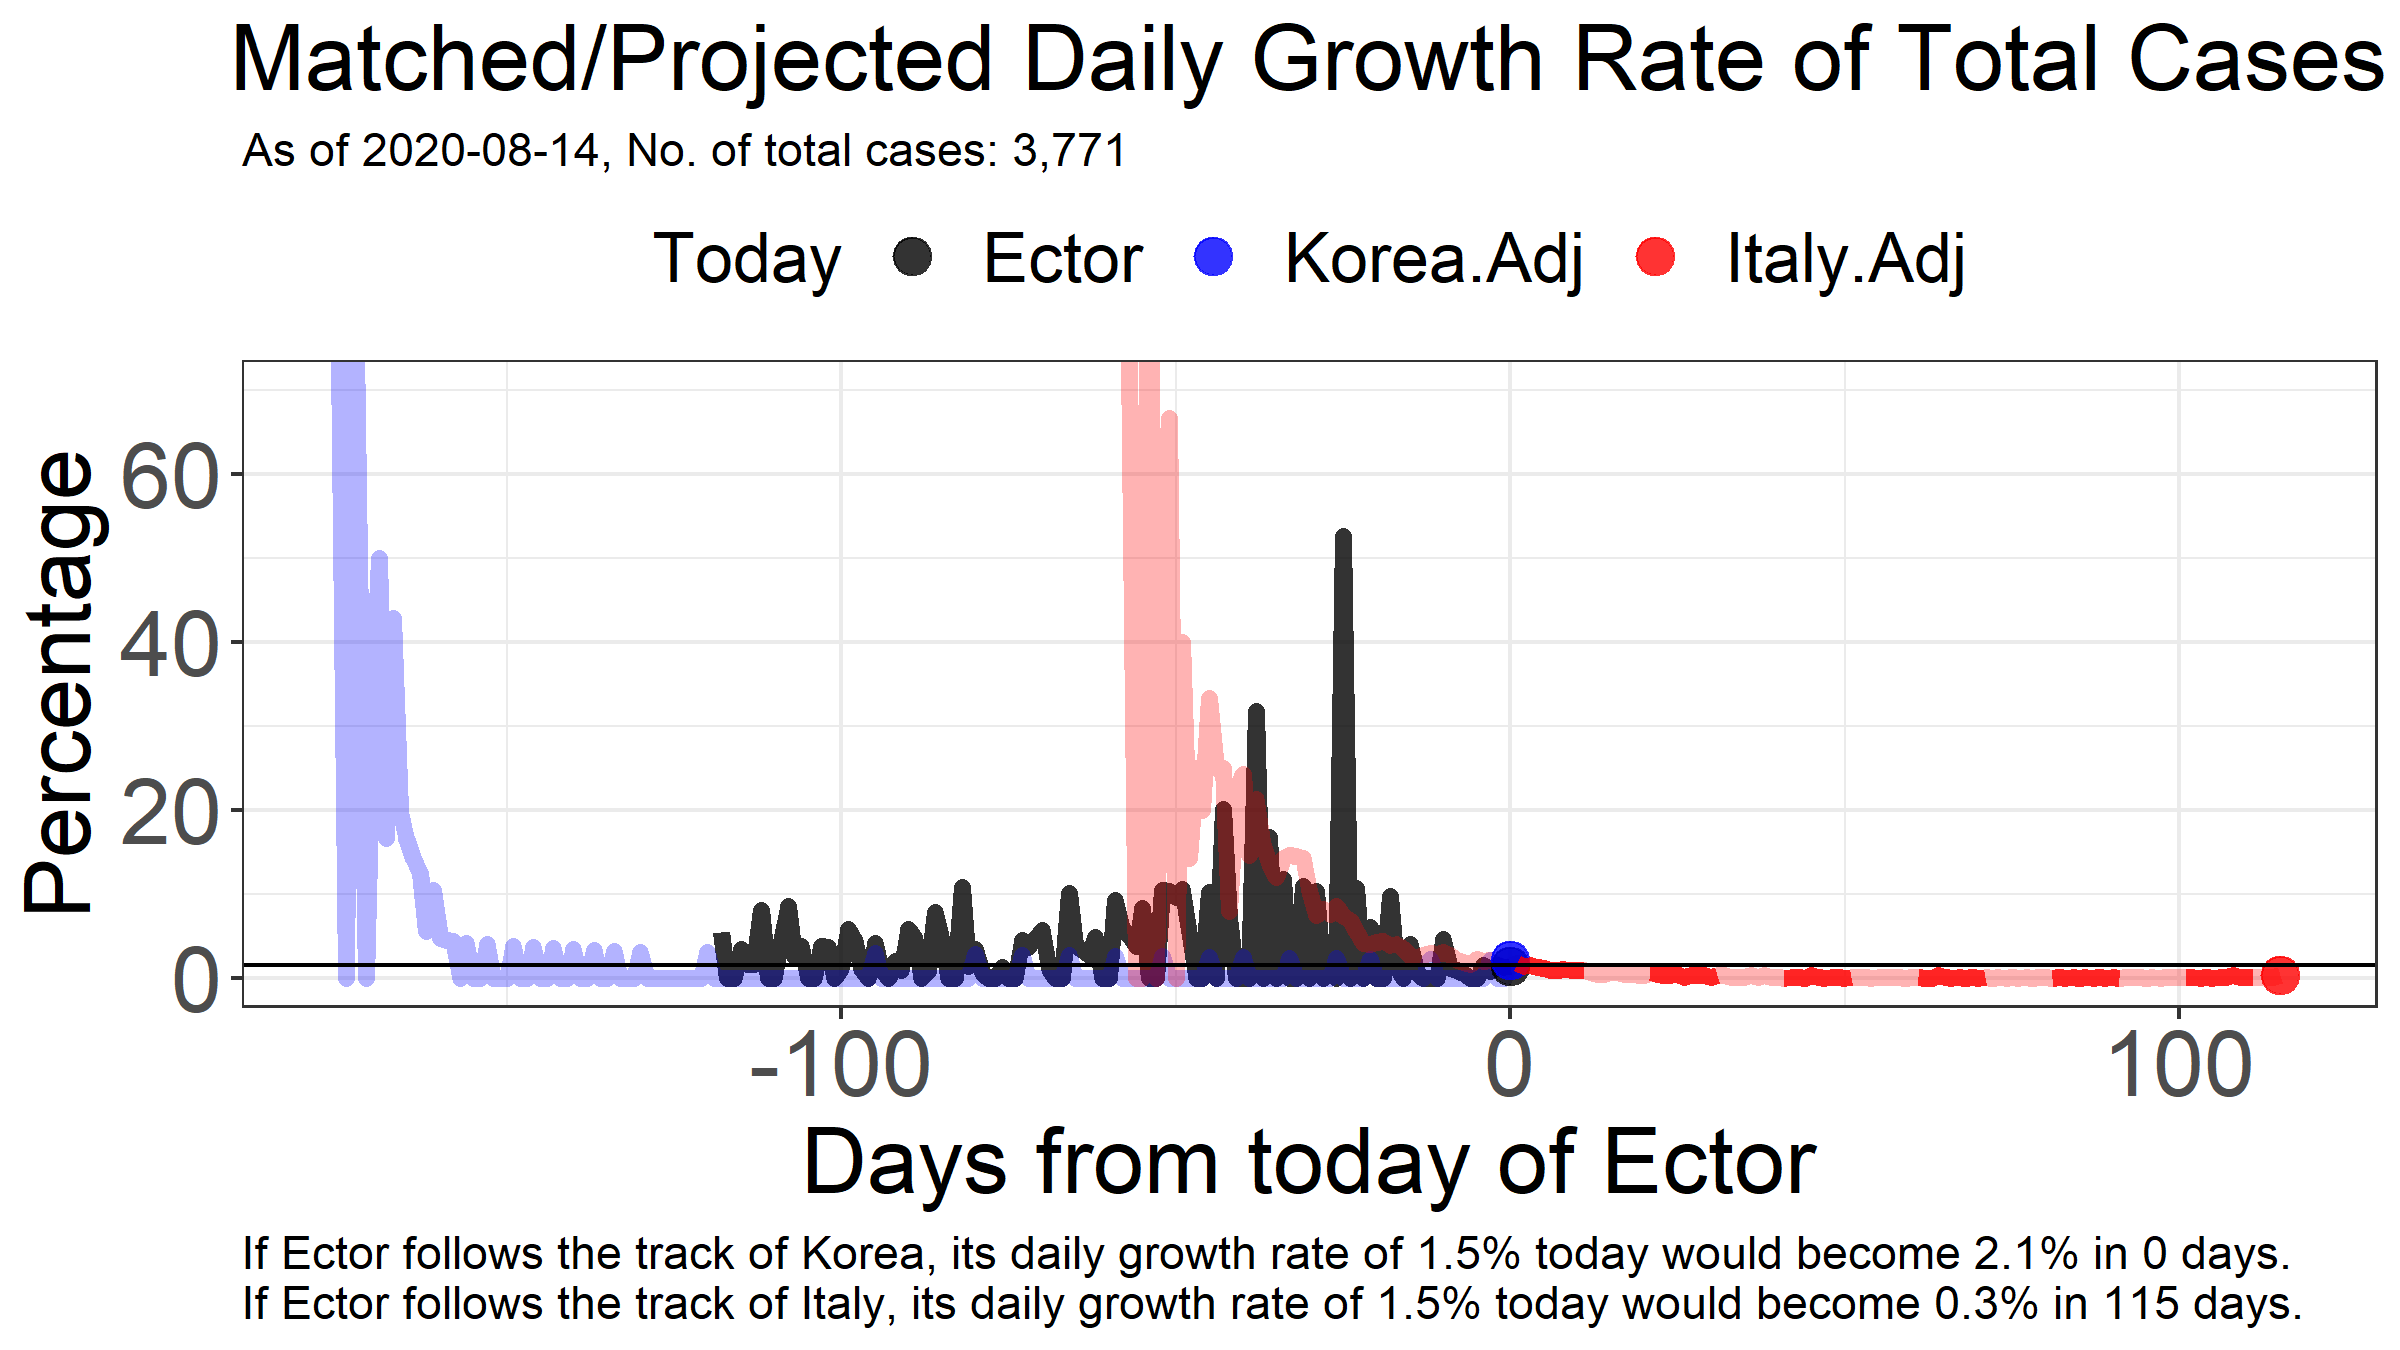 Matched/Projected Daily Growth Rate of Total Cases
As of 2020-08-14, No. of total cases: 3,771
Today Ector Korea.Adj Italy.Adj
Percentage
60
40
20
0
-100 0 100
Days from today of Ector
If Ector follows the track of Korea, its daily growth rate of 1.5% today would become 2.1% in 0 days.
If Ector follows the track of Italy, its daily growth rate of 1.5% today would become 0.3% in 115 days.